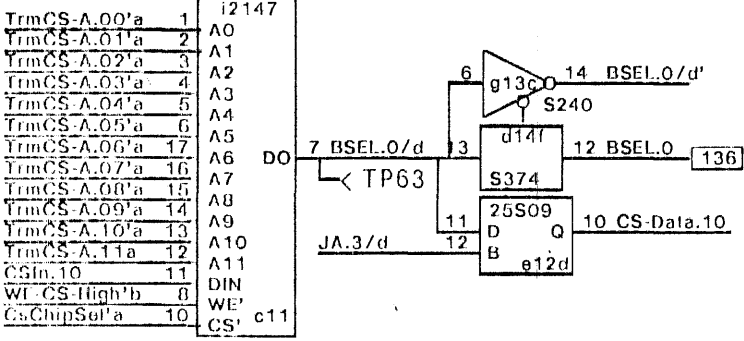 i2147
TrmCS-A.00'a 1 A0
TrmCS-A.01'a 2 A1
TrmCS-A.02'a 3 A2
TrmCS-A.03'a 4 A3
TrmCS-A.04'a 5 A4
TrmCS-A.05'a 6 A5
TrmCS-A.06'a 17 A6
TrmCS-A.07'a 16 A7
TrmCS-A.08'a 15 A8
TrmCS-A.09'a 14 A9
TrmCS-A.10'a 13 A10
TrmCS-A.11a 12 A11
CSIn.10 11 DIN
WE-CS-High'b 8 WE'
CsChipSel'a 10 CS'
c11
DO 7 BSEL.0/d
< TP63
6 g13c 14 BSEL.0/d'
S240
d14f
13 12 BSEL.0 136
S374
25S09
11 D Q 10 CS-Data.10
JA.3/d 12 B
e12d